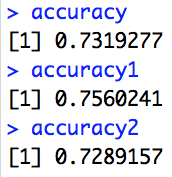 > accuracy
[1] 0.7319277
> accuracy1
[1] 0.7560241
> accuracy2
[1] 0.7289157